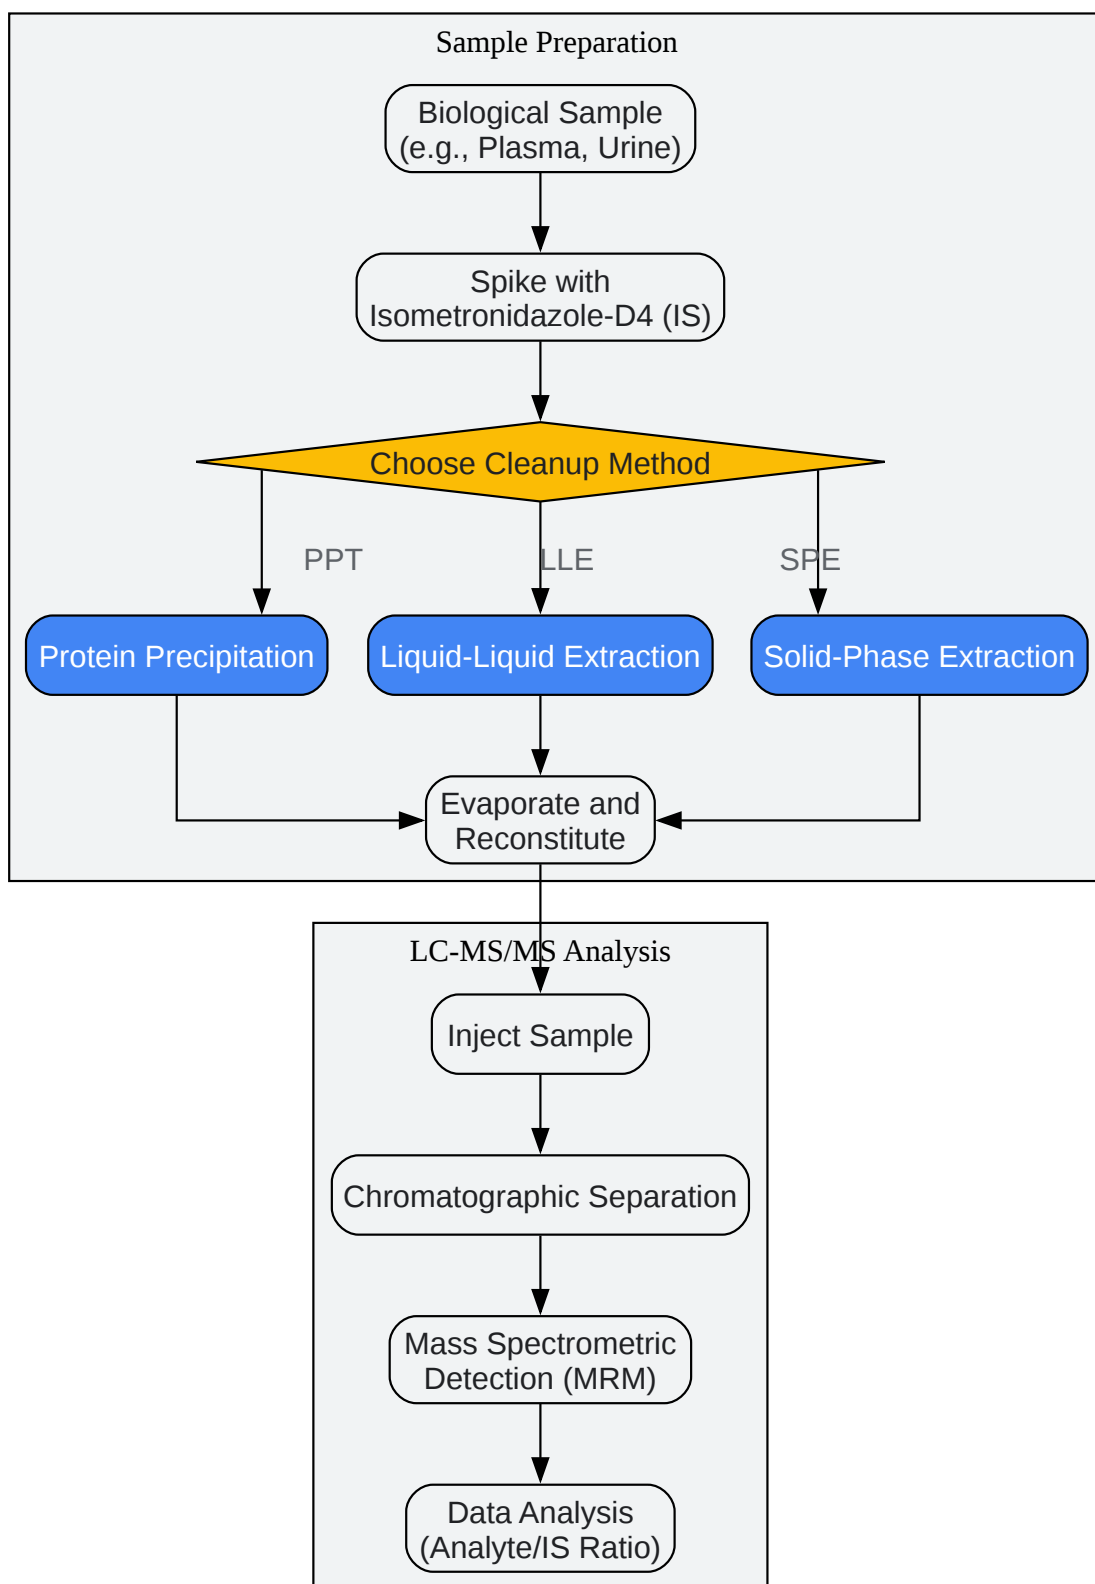 Sample Preparation
Biological Sample
(e.g., Plasma, Urine)
Spike with
Isometronidazole-D4 (IS)
Choose Cleanup Method
PPT
LLE
SPE
Protein Precipitation
Liquid-Liquid Extraction
Solid-Phase Extraction
Evaporate and
Reconstitute
LC-MS/MS Analysis
Inject Sample
Chromatographic Separation
Mass Spectrometric
Detection (MRM)
Data Analysis
(Analyte/IS Ratio)